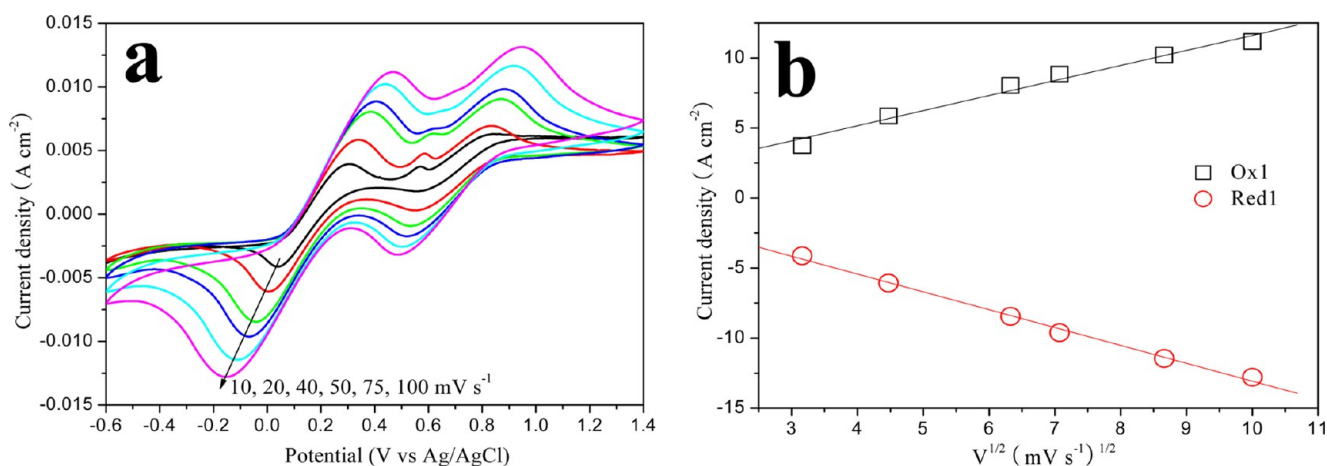 a
Current density ( A cm-2)
0.015
0.010
0.005
0.000
-0.005
-0.010
-0.015
10, 20, 40, 50, 75, 100 mV s-1
-0.6 -0.4 -0.2 0.0 0.2 0.4 0.6 0.8 1.0 1.2 1.4
Potential (V vs Ag/AgCl)
b
Current density ( A cm-2)
10
5
0
-5
-10
-15
Ox1
Red1
3 4 5 6 7 8 9 10 11
V1/2 ( mV s-1) 1/2